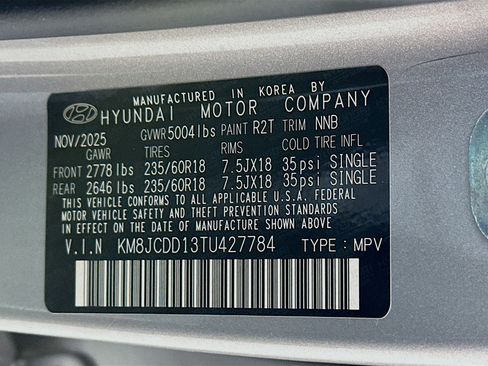 MANUFACTURED IN KOREA BY
HYUNDAI MOTOR COMPANY
NOV/2025 GVWR 5004 lbs PAINT R2T TRIM NNB
GAWR TIRES RIMS COLD TIRE INFL
FRONT 2778 lbs 235/60R18 7.5JX18 35psi SINGLE
REAR 2646 lbs 235/60R18 7.5JX18 35psi SINGLE
THIS VEHICLE CONFORMS TO ALL APPLICABLE U.S.A. FEDERAL
MOTOR VEHICLE SAFETY AND THEFT PREVENTION STANDARDS IN
EFFECT ON THE DATE OF MANUFACTURE SHOWN ABOVE.
V.I.N KM8JCDD13TU427784 TYPE : MPV